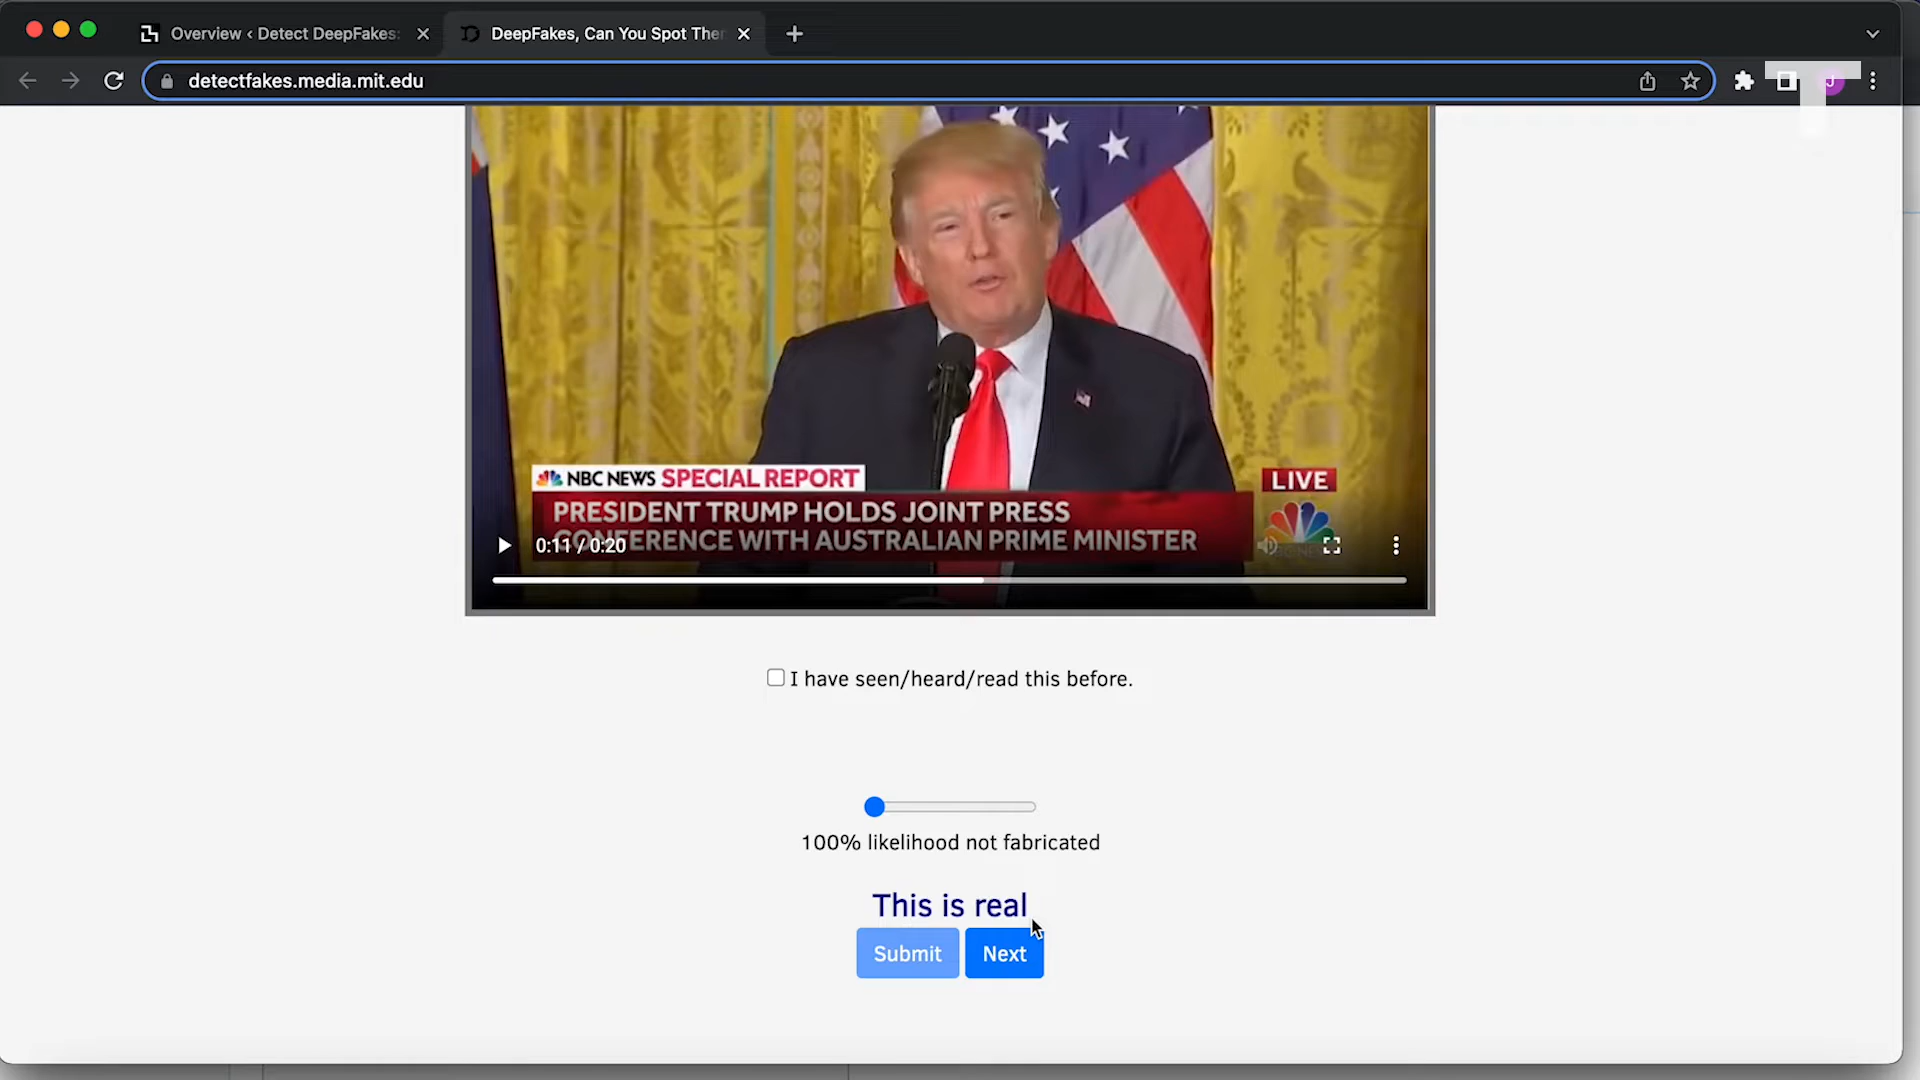 Overview ‹ Detect DeepFakes:
DeepFakes, Can You Spot Ther
detectfakes.media.mit.edu
J
NBC NEWS SPECIAL REPORT
LIVE
PRESIDENT TRUMP HOLDS JOINT PRESS
CONFERENCE WITH AUSTRALIAN PRIME MINISTER
0:11 / 0:20
I have seen/heard/read this before.
100% likelihood not fabricated
This is real
Submit
Next